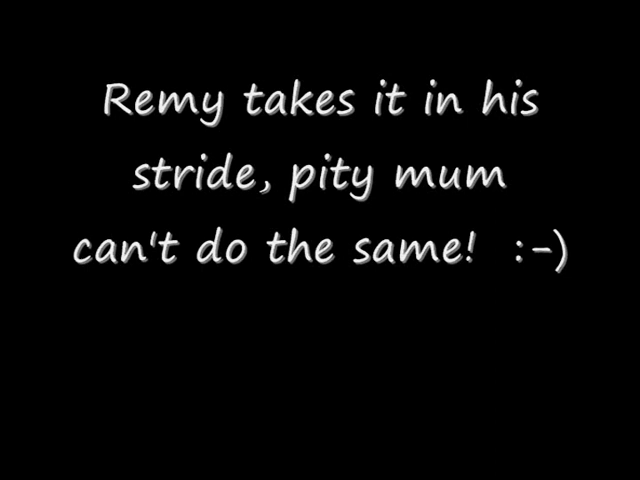 Remy takes it in his
stride, pity mum
can't do the same!  :-)